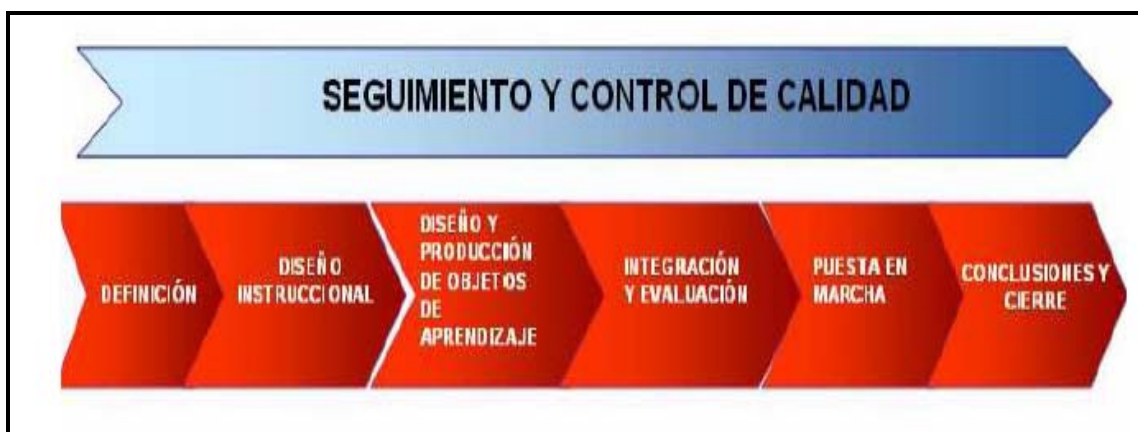 SEGUIMIENTO Y CONTROL DE CALIDAD
DEFINICIÓN
DISEÑO
INSTRUCCIONAL
DISEÑO Y
PRODUCCIÓN
DE OBJETOS
DE
APRENDIZAJE
INTEGRACIÓN
Y EVALUACIÓN
PUESTA EN
MARCHA
CONCLUSIONES Y
CIERRE